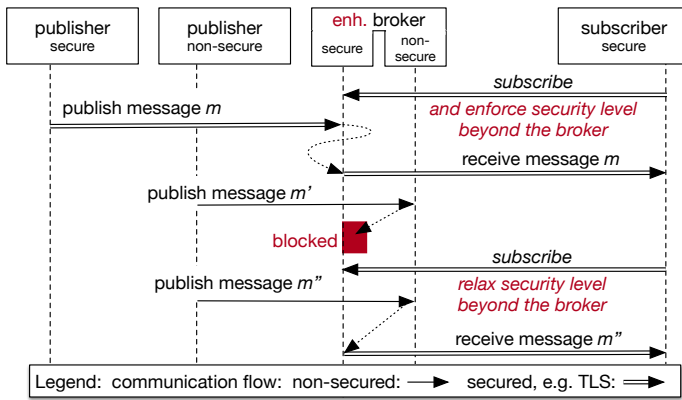 publisher
secure
publisher
non-secure
enh. broker
secure
non-
secure
subscriber
secure
subscribe
publish message m
and enforce security level
beyond the broker
receive message m
publish message m'
blocked
subscribe
publish message m"
relax security level
beyond the broker
receive message m"
Legend: communication flow: non-secured: secured, e.g. TLS: